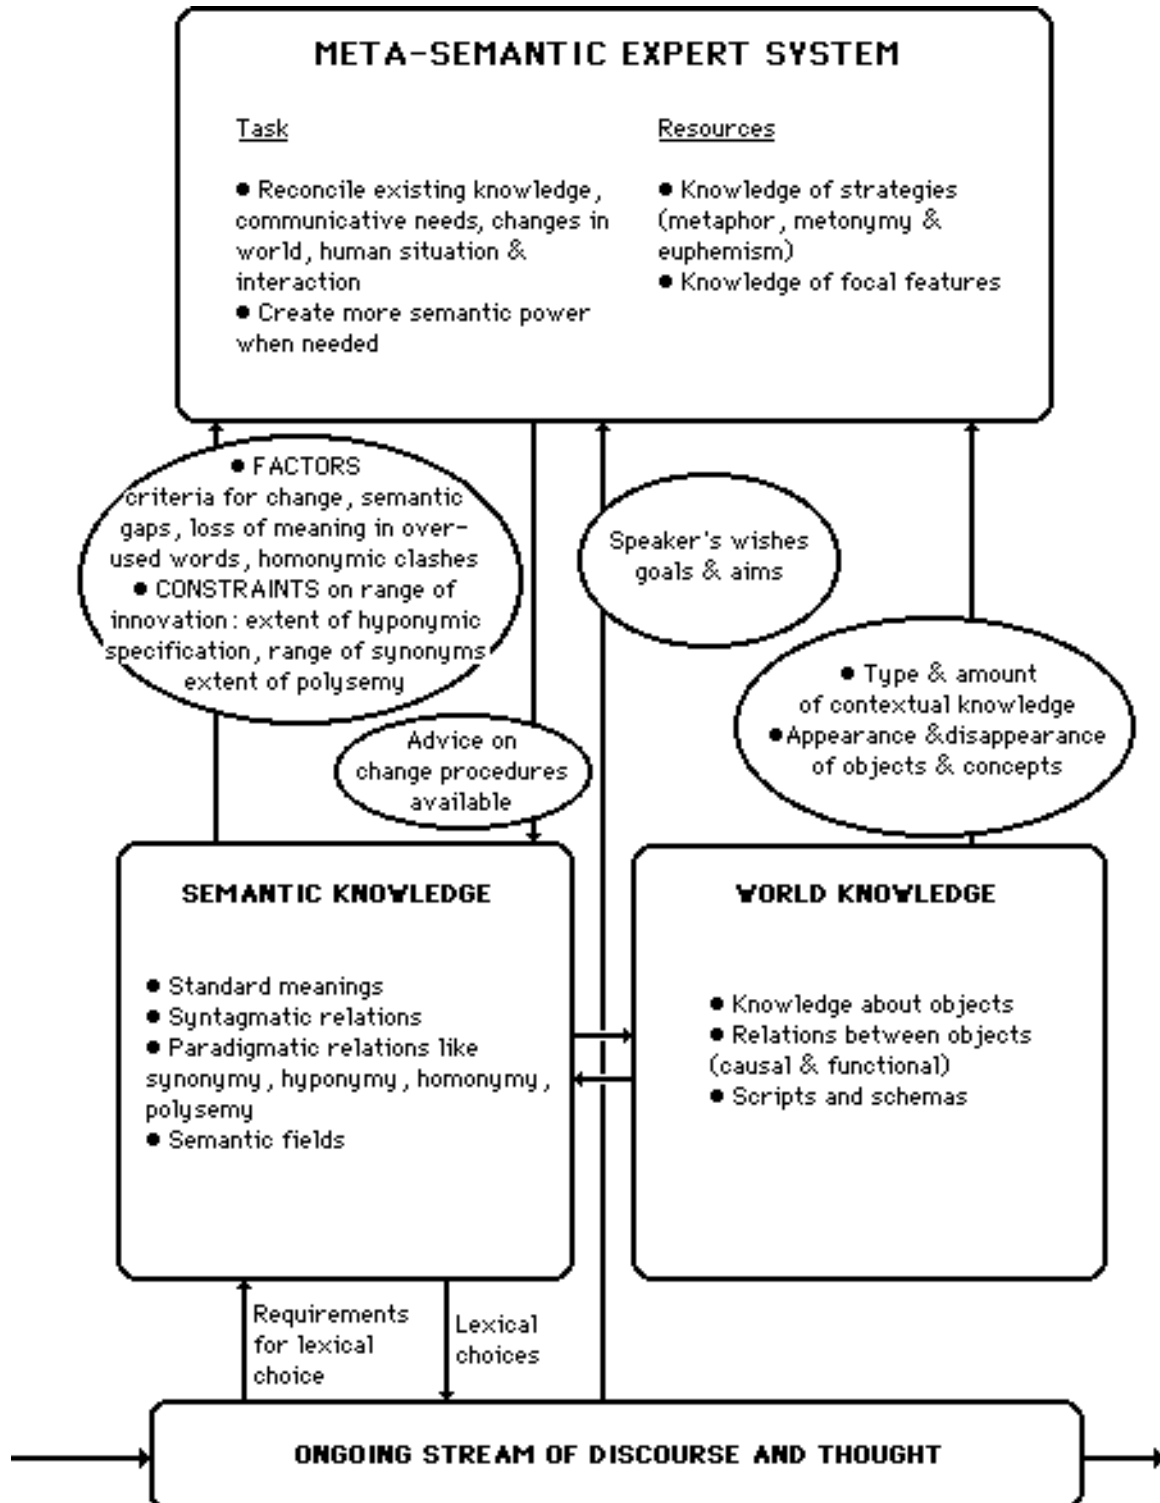 META-SEMANTIC EXPERT SYSTEM
Task
● Reconcile existing knowledge,
communicative needs, changes in
world, human situation &
interaction
● Create more semantic power
when needed
Resources
● Knowledge of strategies
(metaphor, metonymy &
euphemism)
● Knowledge of focal features
● FACTORS
criteria for change, semantic
gaps, loss of meaning in over-
used words, homonymic clashes
● CONSTRAINTS on range of
innovation: extent of hyponymic
specification, range of synonyms
extent of polysemy
Speaker's wishes
goals & aims
● Type & amount
of contextual knowledge
●Appearance &disappearance
of objects & concepts
Advice on
change procedures
available
SEMANTIC KNOWLEDGE
● Standard meanings
● Syntagmatic relations
● Paradigmatic relations like
synonymy, hyponymy, homonymy,
polysemy
● Semantic fields
WORLD KNOWLEDGE
● Knowledge about objects
● Relations between objects
(causal & functional)
● Scripts and schemas
Requirements
for lexical
choice
Lexical
choices
ONGOING STREAM OF DISCOURSE AND THOUGHT